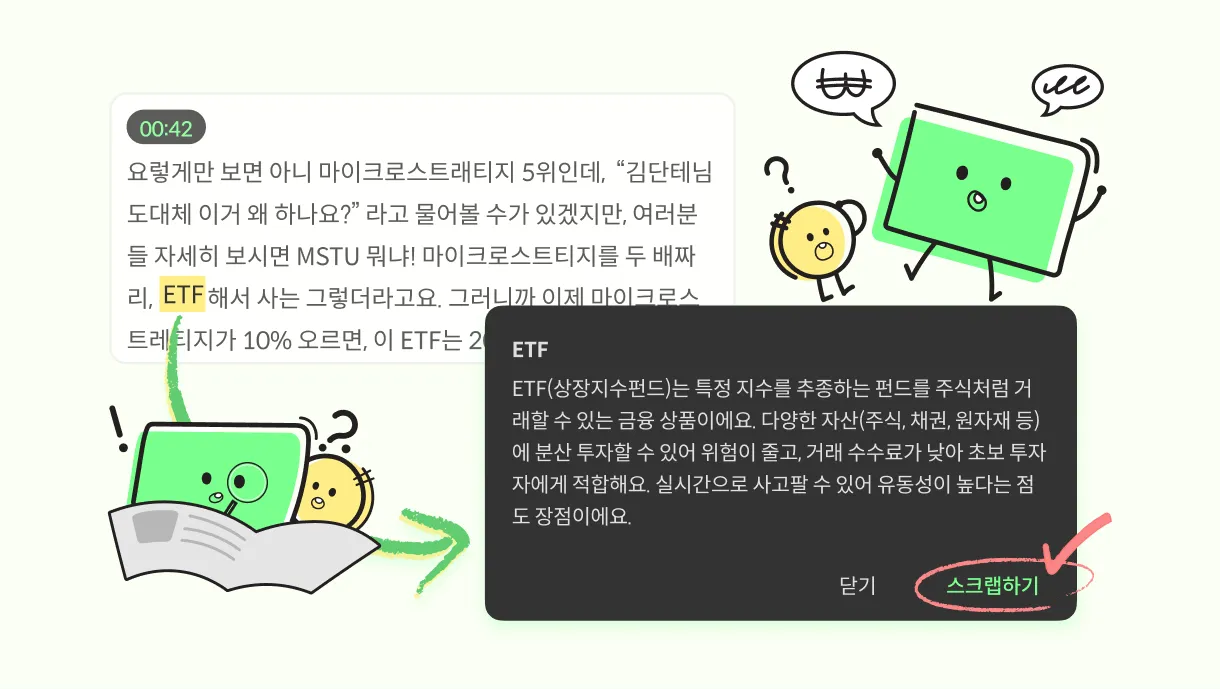 00:42
요렇게만 보면 아니 마이크로스트래티지 5위인데, “김단테님
도대체 이거 왜 하나요?” 라고 물어볼 수가 있겠지만, 여러분
들 자세히 보시면 MSTU 뭐냐! 마이크로스트티지를 두 배짜
리, ETF해서 사는 그렇더라고요. 그러니까 이제 마이크로스
트레티지가 10% 오르면, 이 ETF는
₩
?
!
?
ETF
ETF(상장지수펀드)는 특정 지수를 추종하는 펀드를 주식처럼 거
래할 수 있는 금융 상품이에요. 다양한 자산(주식, 채권, 원자재 등)
에 분산 투자할 수 있어 위험이 줄고, 거래 수수료가 낮아 초보 투자
자에게 적합해요. 실시간으로 사고팔 수 있어 유동성이 높다는 점
도 장점이에요.
닫기 스크랩하기